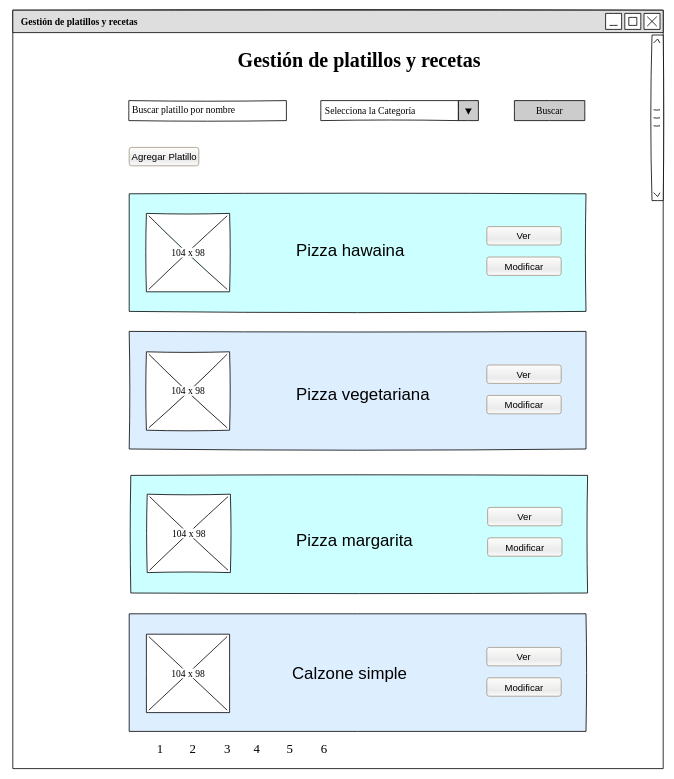 Gestión de platillos y recetas
Gestión de platillos y recetas
Buscar platillo por nombre
Selecciona la Categoría
Buscar
Agregar Platillo
104 x 98
Pizza hawaina
Ver
Modificar
104 x 98
Pizza vegetariana
Ver
Modificar
104 x 98
Pizza margarita
Ver
Modificar
104 x 98
Calzone simple
Ver
Modificar
1 2 3 4 5 6